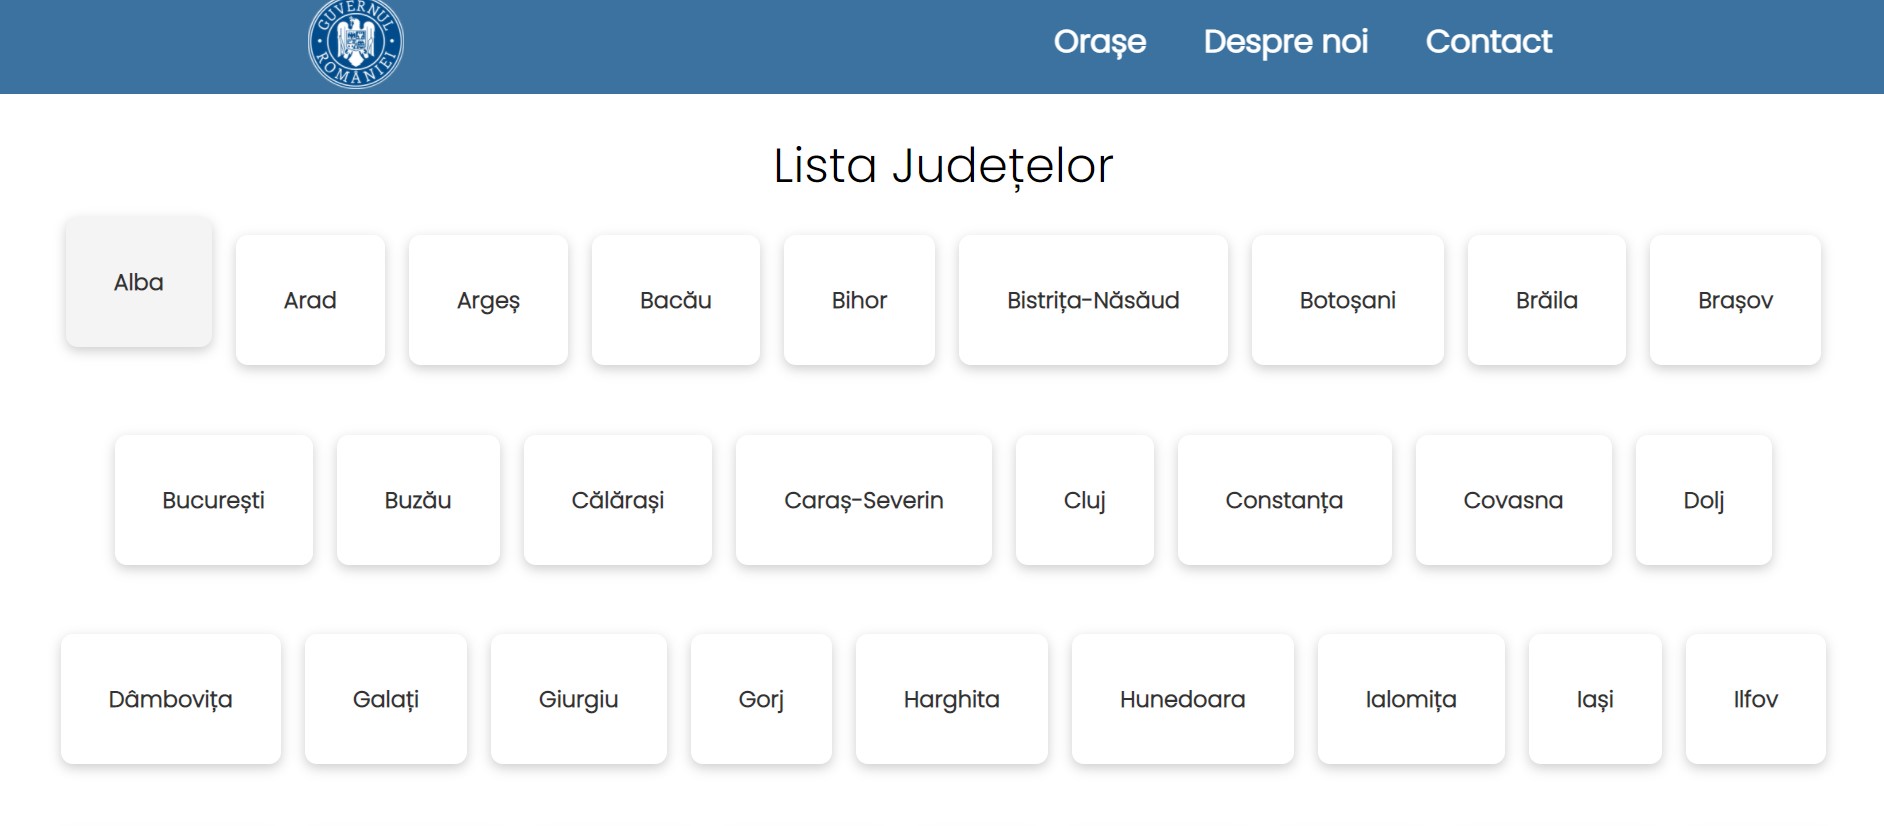 GUVERNUL ROMÂNIEI
Orașe Despre noi Contact
Lista Județelor
Alba Arad Argeș Bacău Bihor Bistrița-Năsăud Botoșani Brăila Brașov
București Buzău Călărași Caraș-Severin Cluj Constanța Covasna Dolj
Dâmbovița Galați Giurgiu Gorj Harghita Hunedoara Ialomița Iași Ilfov